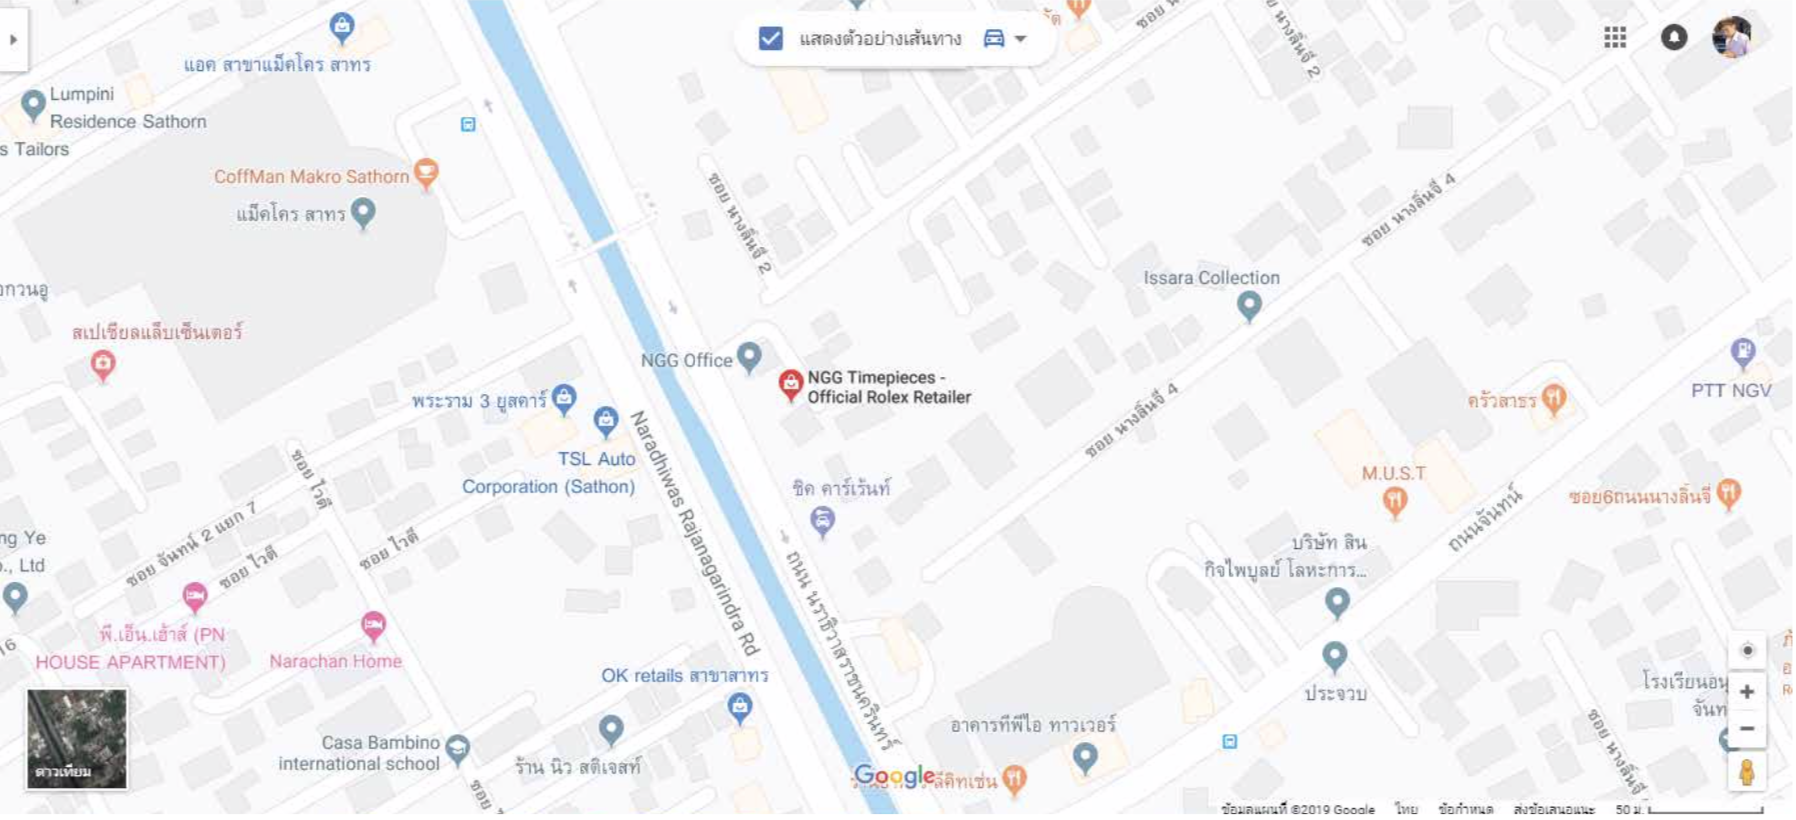 แสดงตัวอย่างเส้นทาง
แอค สาขาแม็คโคร สาทร
Lumpini
Residence Sathorn
s Tailors
CoffMan Makro Sathorn
แม็คโคร สาทร
ซอย นางลิ้นจี่ 2
ซอย นางลิ้นจี่ 2
ซอย นางลิ้นจี่ 4
Issara Collection
สเปเชียลแล็บเซ็นเตอร์
NGG Office
NGG Timepieces -
Official Rolex Retailer
พระราม 3 ยูสคาร์
TSL Auto
Corporation (Sathon)
Naradhiwas Rajanagarindra Rd
ซอย นางลิ้นจี่ 4
ครัวสาธร
PTT NGV
M.U.S.T
ซอย6ถนนนางลิ้นจี่
ถนนจันทน์
ชิค คาร์เร้นท์
ซอย ไวตี
ซอย จันทน์ 2 แยก 7
ซอย ไวตี
ซอย ไวตี
ng Ye
o., Ltd
บริษัท สิน
กิจไพบูลย์ โลหะการ...
ถนน นราธิวาสราชนครินทร์
พี.เอ็น.เฮ้าส์ (PN
HOUSE APARTMENT)
Narachan Home
16
OK retails สาขาสาทร
ประจวบ
โรงเรียนอนุ
จันท
ซอย นางลิ้นจี่
อาคารทีพีไอ ทาวเวอร์
Casa Bambino
international school
ร้าน นิว สติเจสท์
ซอย
ดาวเทียม
Google
ข้อมูลแผนที่ ©2019 Google ไทย ข้อกำหนด ส่งข้อเสนอแนะ 50 ม.